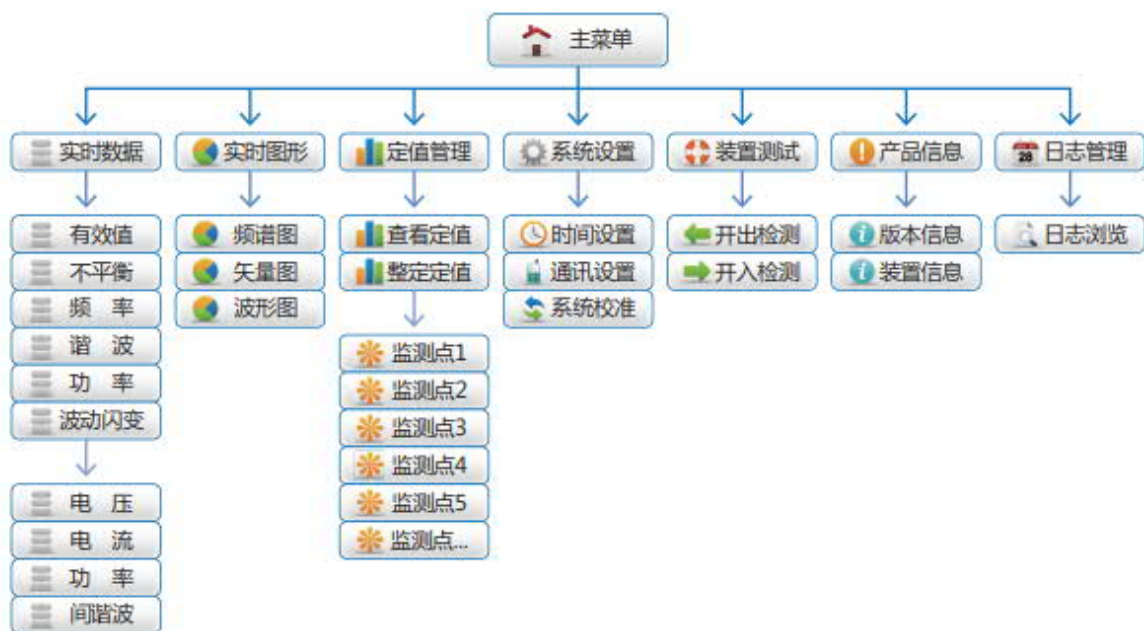 主菜单
实时数据
实时图形
定值管理
系统设置
装置测试
产品信息
日志管理
有效值
不平衡
频 率
谐 波
功 率
波动闪变
电 压
电 流
功 率
间谐波
频谱图
矢量图
波形图
查看定值
整定定值
监测点1
监测点2
监测点3
监测点4
监测点5
监测点...
时间设置
通讯设置
系统校准
开出检测
开入检测
版本信息
装置信息
28
日志浏览